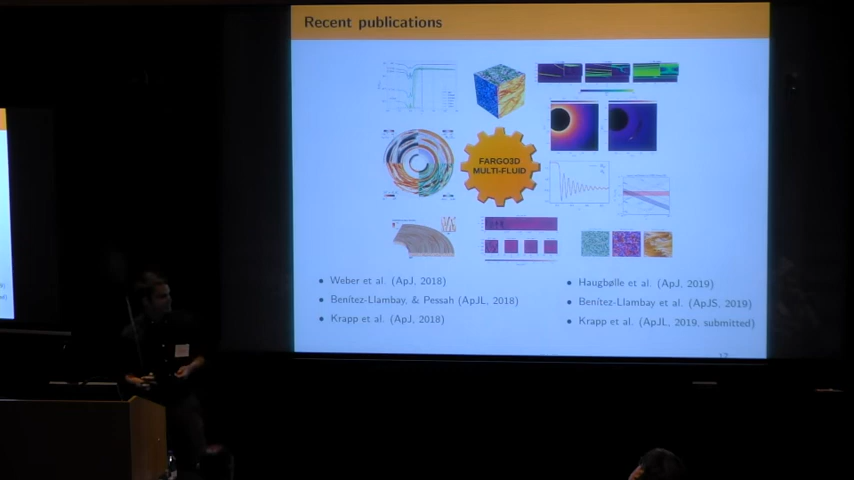 Recent publications
FARGO3D
MULTI-FLUID
• Weber et al. (ApJ, 2018)
• Benítez-Llambay, & Pessah (ApJL, 2018)
• Krapp et al. (ApJ, 2018)
• Haugbølle et al. (ApJ, 2019)
• Benítez-Llambay et al. (ApJS, 2019)
• Krapp et al. (ApJL, 2019, submitted)